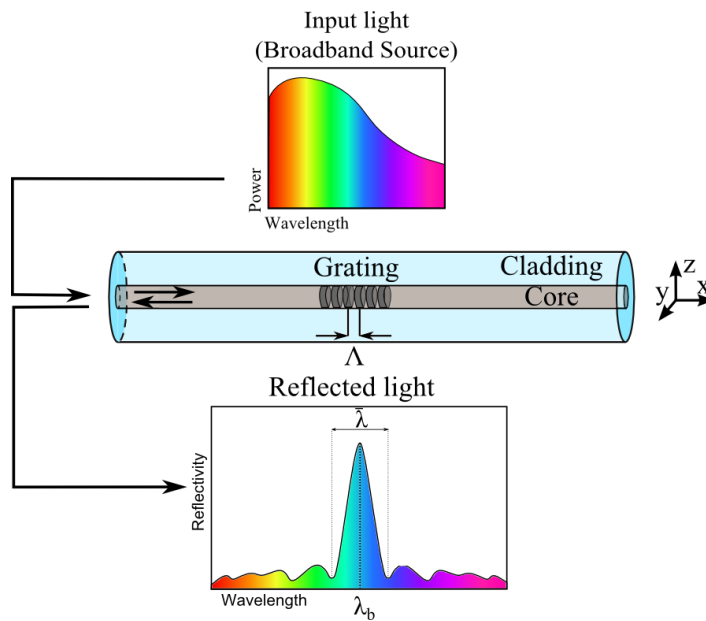 Input light
(Broadband Source)
Power
Wavelength
Grating
Cladding
Core
z
y
x
Λ
Reflected light
λ̄
Reflectivity
Wavelength
λb